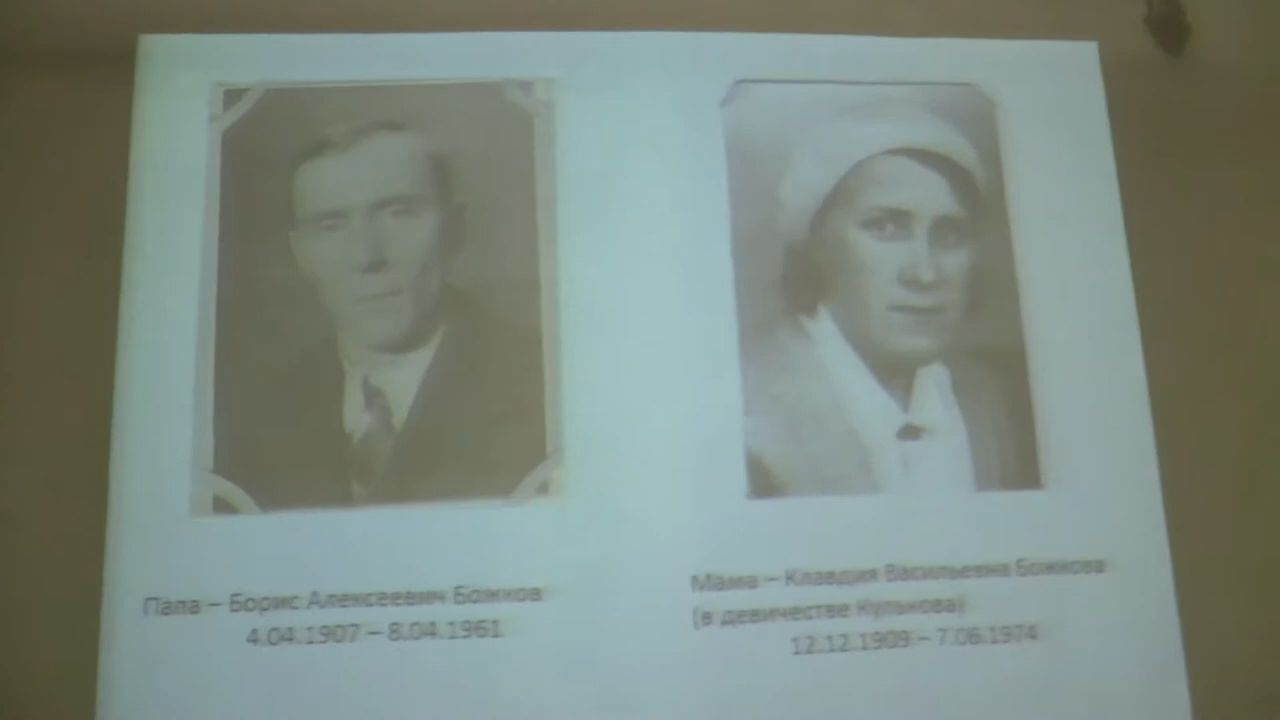 Папа – Борис Алексеевич Божков
4.04.1907 – 8.04.1961
Мама – Клавдия Васильевна Божкова
(в девичестве Кулькова)
12.12.1909 – 7.06.1974